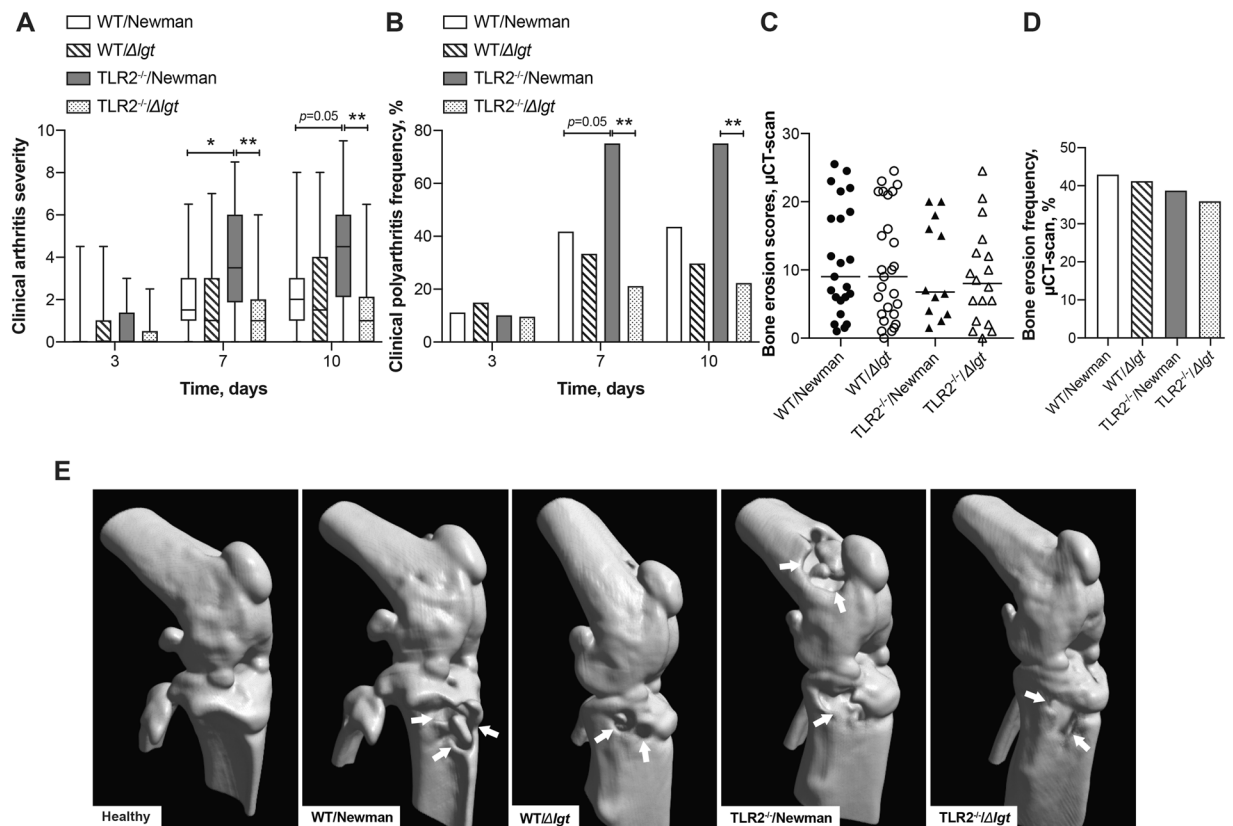 A
WT/Newman
WT/Δlgt
TLR2-/-/Newman
TLR2-/-/Δlgt
Clinical arthritis severity
10
8
6
4
2
0
*
**
p=0.05
**
3
7
10
Time, days
B
WT/Newman
WT/Δlgt
TLR2-/-/Newman
TLR2-/-/Δlgt
Clinical polyarthritis frequency, %
80
60
40
20
0
p=0.05
**
**
3
7
10
Time, days
C
Bone erosion scores, µCT-scan
30
20
10
0
WT/Newman
WT/Δlgt
TLR2-/-/Newman
TLR2-/-/Δlgt
D
Bone erosion frequency,
µCT-scan, %
50
40
30
20
10
0
WT/Newman
WT/Δlgt
TLR2-/-/Newman
TLR2-/-/Δlgt
E
Healthy
WT/Newman
WT/Δlgt
TLR2-/-/Newman
TLR2-/-/Δlgt